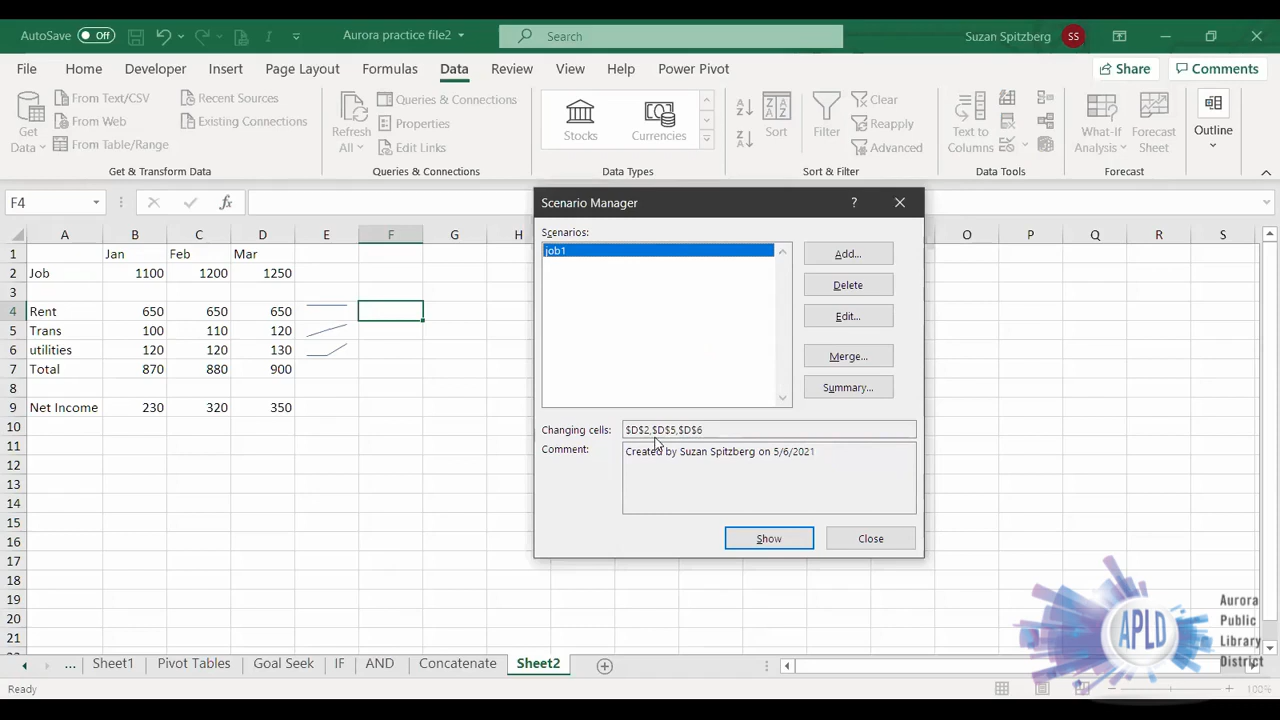 AutoSave Off Aurora practice file2 Search Suzan Spitzberg SS
File Home Developer Insert Page Layout Formulas Data Review View Help Power Pivot Share Comments
Get Data
From Text/CSV
From Web
From Table/Range
Recent Sources
Existing Connections
Get & Transform Data
Refresh All
Queries & Connections
Properties
Edit Links
Queries & Connections
Stocks
Currencies
Data Types
Sort
Filter
Clear
Reapply
Advanced
Sort & Filter
Text to Columns
Data Tools
What-If Analysis
Forecast Sheet
Forecast
Outline
F4 fx
A B C D E F G H O P Q R S
1 Jan Feb Mar
2 Job 1100 1200 1250
3
4 Rent 650 650 650
5 Trans 100 110 120
6 utilities 120 120 130
7 Total 870 880 900
8
9 Net Income 230 320 350
10
11
12
13
14
15
16
17
18
19
20
21
22
Scenario Manager ?
Scenarios:
job1
Add...
Delete
Edit...
Merge...
Summary...
Changing cells: $D$2,$D$5,$D$6
Comment: Created by Suzan Spitzberg on 5/6/2021
Show Close
... Sheet1 Pivot Tables Goal Seek IF AND Concatenate Sheet2
Ready 100%
APLD
Aurora
Public
Library
District